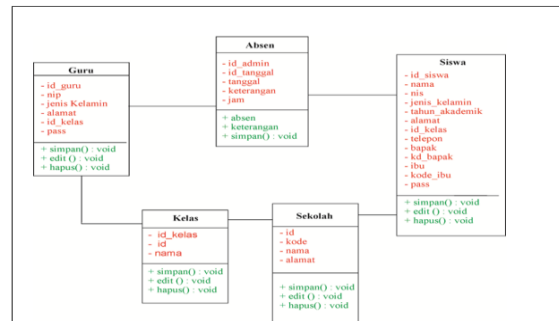 Absen
- id_admin
- id_tanggal
- tanggal
- keterangan
- jam
+ absen
+ keterangan
+ simpan() : void
Guru
- id_guru
- nip
- jenis Kelamin
- alamat
- id_kelas
- pass
+ simpan() : void
+ edit () : void
+ hapus() : void
Siswa
- id_siswa
- nama
- nis
- jenis_kelamin
- tahun_akademik
- alamat
- id_kelas
- telepon
- bapak
- kd_bapak
- ibu
- kode_ibu
- pass
+ simpan() : void
+ edit () : void
+ hapus() : void
Kelas
- id_kelas
- id
- nama
+ simpan() : void
+ edit () : void
+ hapus() : void
Sekolah
- id
- kode
- nama
- alamat
+ simpan() : void
+ edit () : void
+ hapus() : void